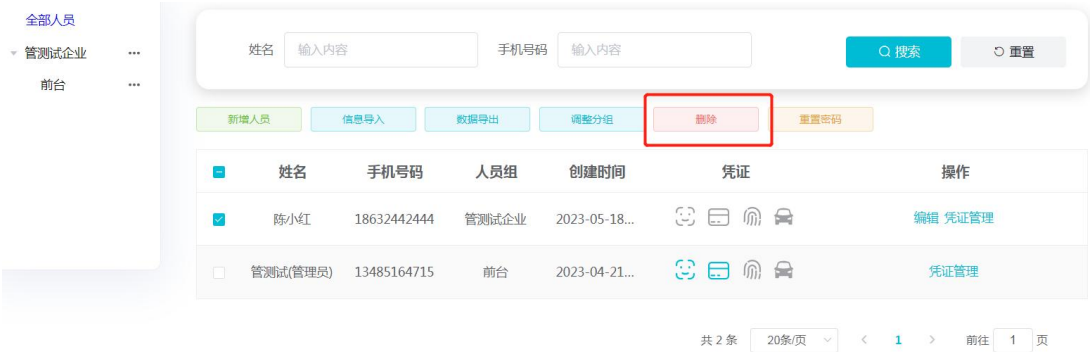 全部人员
管测试企业 •••
前台 •••
姓名 输入内容 手机号码 输入内容 搜索 重置
新增人员 信息导入 数据导出 调整分组 删除 重置密码
姓名 手机号码 人员组 创建时间 凭证 操作
陈小红 18632442444 管测试企业 2023-05-18... 编辑 凭证管理
管测试(管理员) 13485164715 前台 2023-04-21... 凭证管理
共 2 条 20条/页 < 1 > 前往 1 页